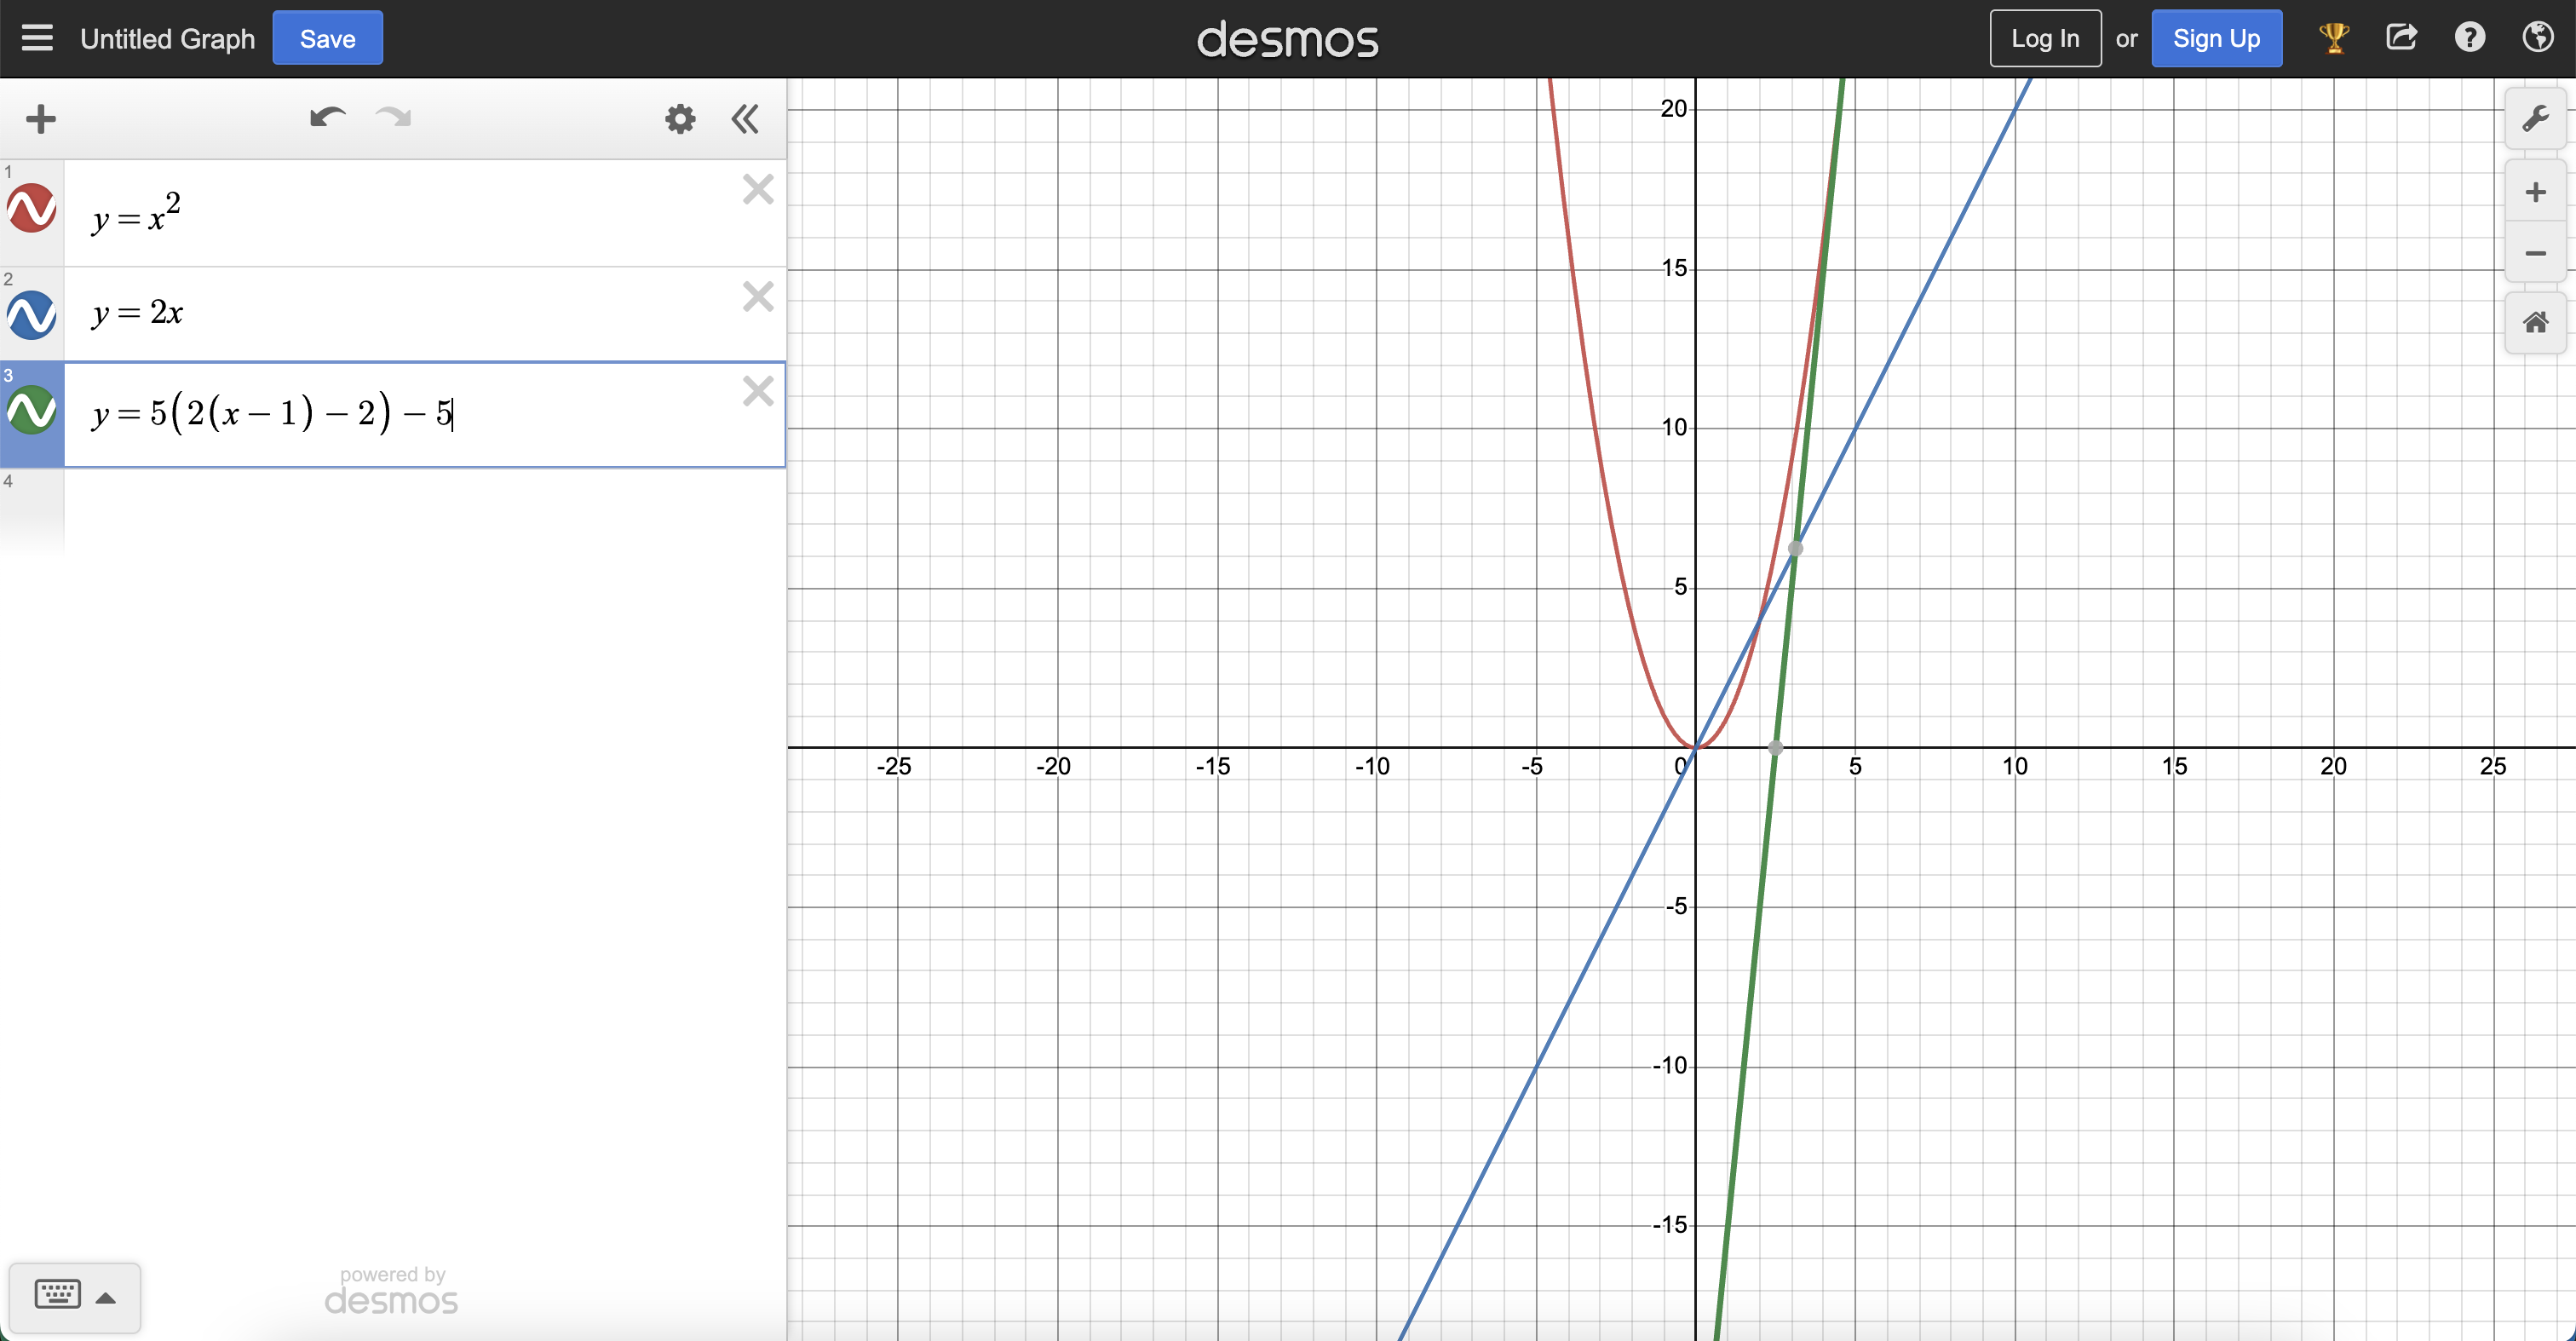 Untitled Graph Save desmos Log In or Sign Up
1
y = x²
2
y = 2x
3
y = 5(2(x − 1) − 2) − 5
4
20
15
10
5
-25 -20 -15 -10 -5 0 5 10 15 20 25
-5
-10
-15
powered by
desmos